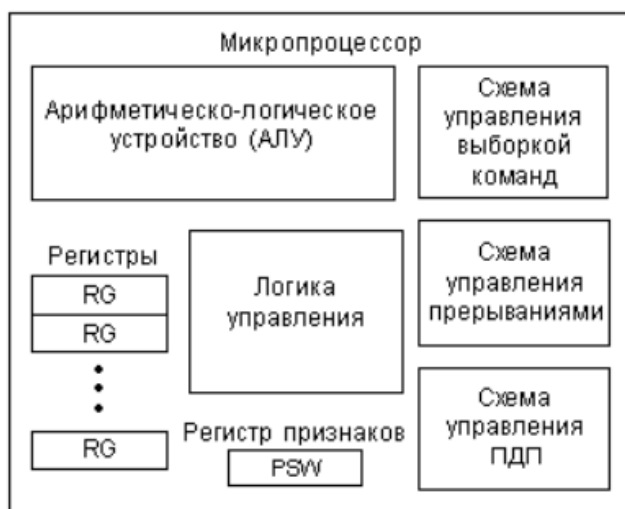 Микропроцессор
Арифметическо-логическое
устройство (АЛУ)
Схема
управления
выборкой
команд
Регистры
RG
RG
RG
Логика
управления
Схема
управления
прерываниями
Регистр признаков
PSW
Схема
управления
ПДП